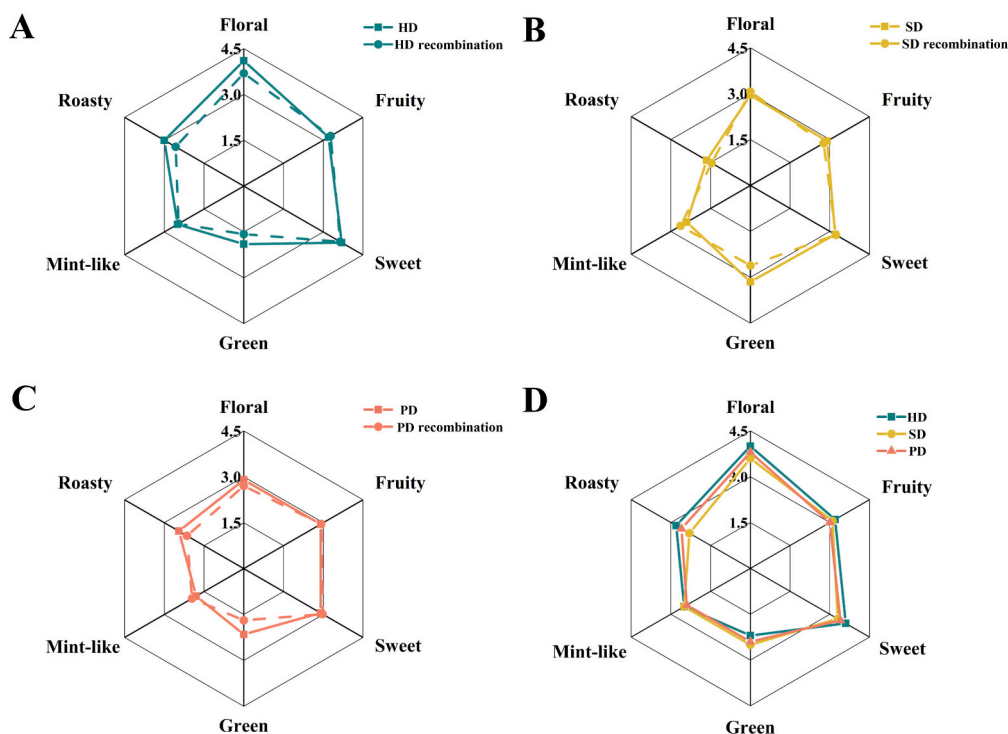 A
Floral
HD
HD recombination
4.5
Roasty
3.0
Fruity
1.5
Mint-like
Sweet
Green
B
Floral
SD
SD recombination
4.5
Roasty
3.0
Fruity
1.5
Mint-like
Sweet
Green
C
Floral
PD
PD recombination
4.5
Roasty
3.0
Fruity
1.5
Mint-like
Sweet
Green
D
Floral
HD
SD
PD
4.5
Roasty
3.0
Fruity
1.5
Mint-like
Sweet
Green